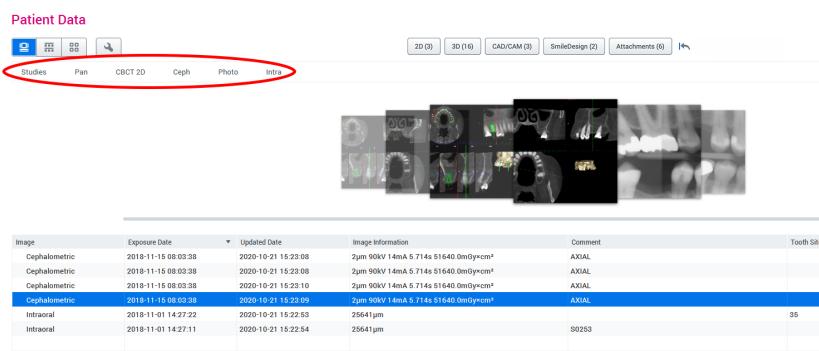 Patient Data
2D (3) 3D (16) CAD/CAM (3) SmileDesign (2) Attachments (6)
Studies Pan CBCT 2D Ceph Photo Intra
Image Exposure Date Updated Date Image Information Comment Tooth Site
Cephalometric 2018-11-15 08:03:38 2020-10-21 15:23:08 2μm 90kV 14mA 5.714s 51640.0mGy×cm² AXIAL
Cephalometric 2018-11-15 08:03:38 2020-10-21 15:23:08 2μm 90kV 14mA 5.714s 51640.0mGy×cm² AXIAL
Cephalometric 2018-11-15 08:03:38 2020-10-21 15:23:10 2μm 90kV 14mA 5.714s 51640.0mGy×cm² AXIAL
Cephalometric 2018-11-15 08:03:38 2020-10-21 15:23:09 2μm 90kV 14mA 5.714s 51640.0mGy×cm² AXIAL
Intraoral 2018-11-01 14:27:22 2020-10-21 15:22:53 25641μm 35
Intraoral 2018-11-01 14:27:11 2020-10-21 15:22:54 25641μm S0253